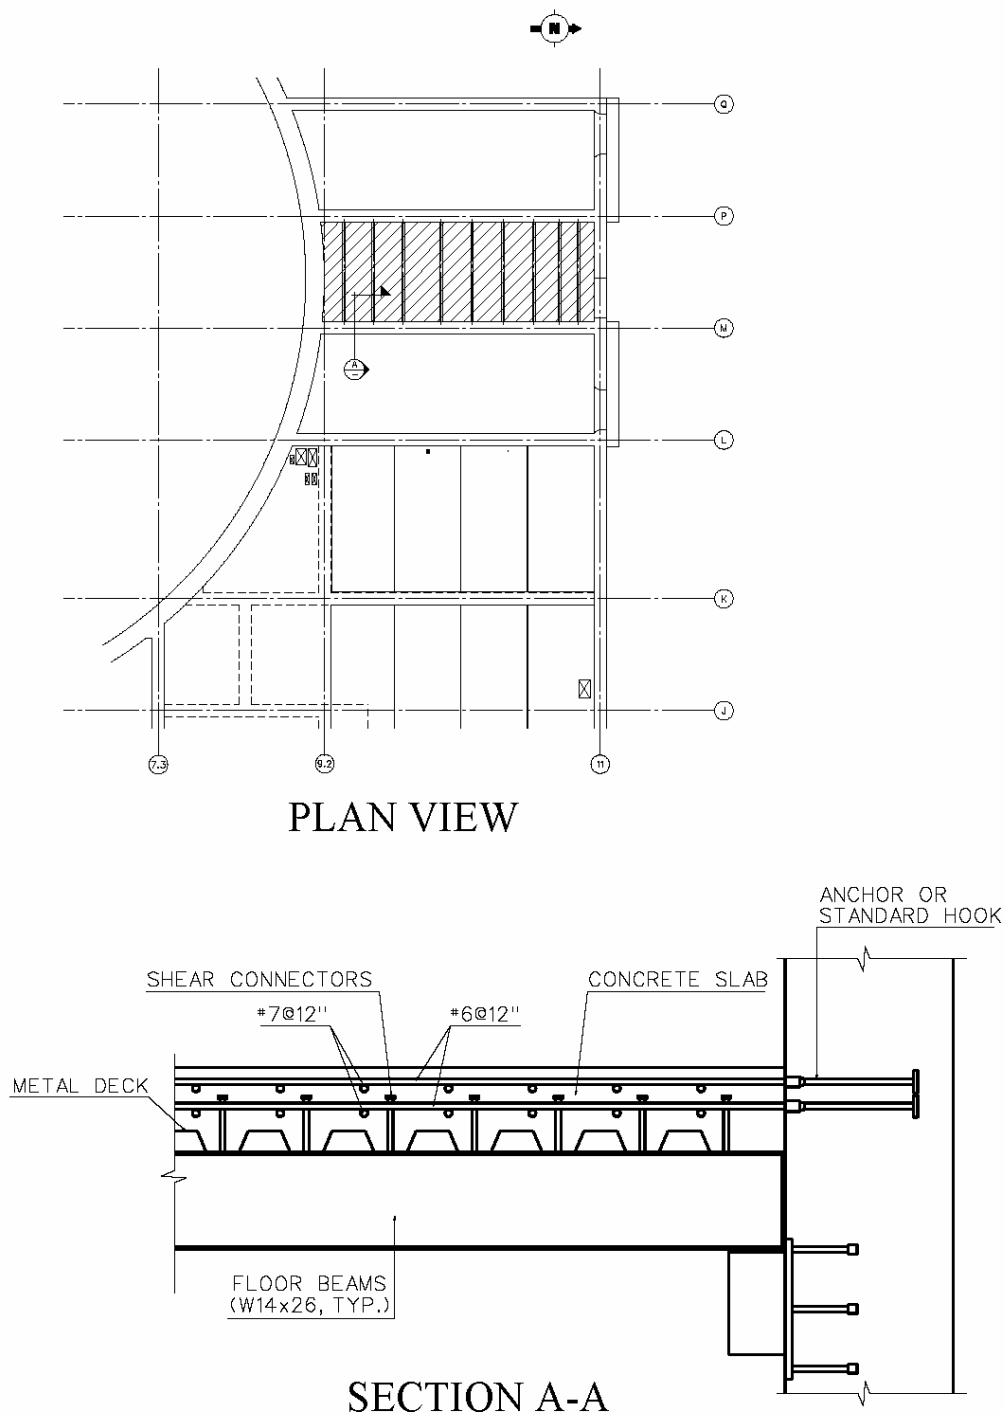 N
Q
P
M
A
L
K
J
7.3
9.2
11
PLAN VIEW
ANCHOR OR
STANDARD HOOK
SHEAR CONNECTORS
CONCRETE SLAB
#7@12"
#6@12"
METAL DECK
FLOOR BEAMS
(W14x26, TYP.)
SECTION A-A